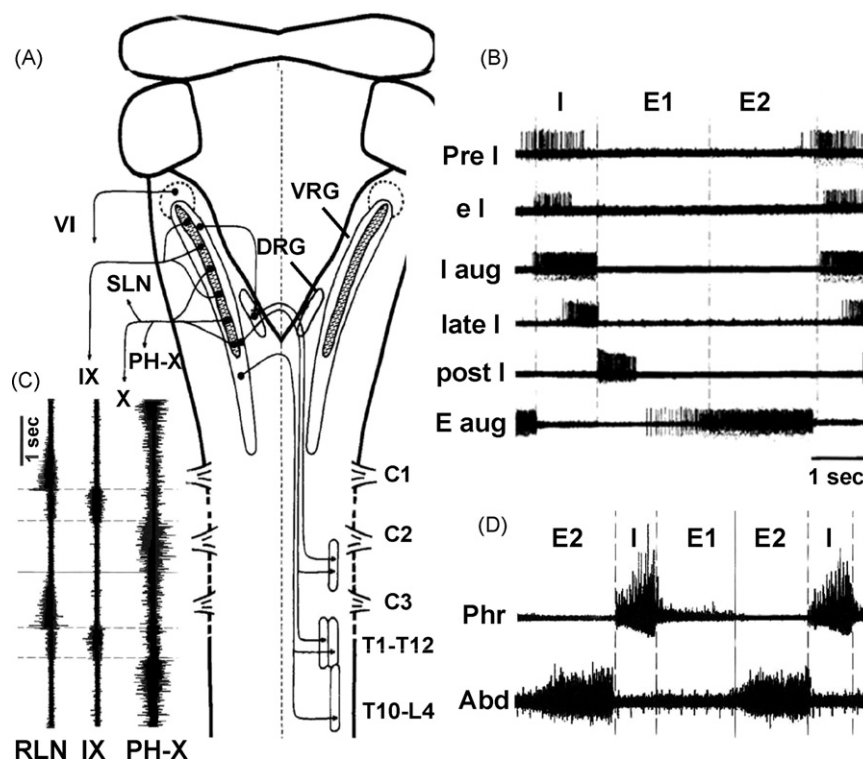 (A)
VI
VRG
DRG
SLN
PH-X
IX
X
C1
C2
C3
T1-T12
T10-L4
(B)
I E1 E2
Pre I
e I
I aug
late I
post I
E aug
1 sec
(C)
1 sec
RLN IX PH-X
(D)
E2 I E1 E2 I
Phr
Abd